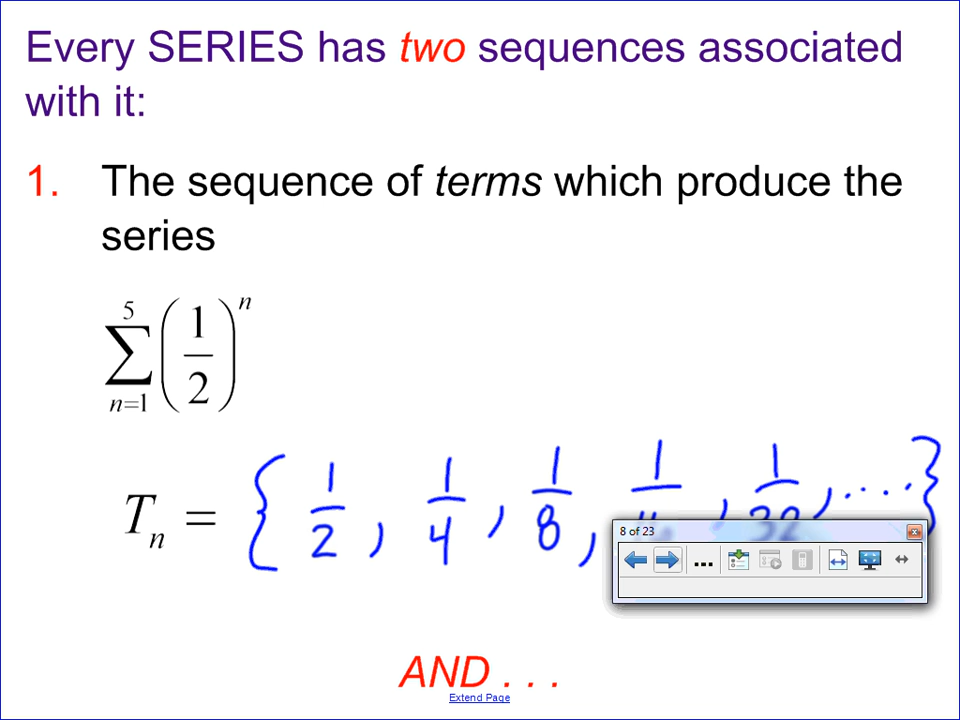 Every SERIES has two sequences associated
with it:
1. The sequence of terms which produce the
series
5
∑ (1/2)^n
n=1
T_n = { 1/2 , 1/4 , 1/8 , 1/ , 1/32 , .... }
8 of 23
...
AND . . .
Extend Page